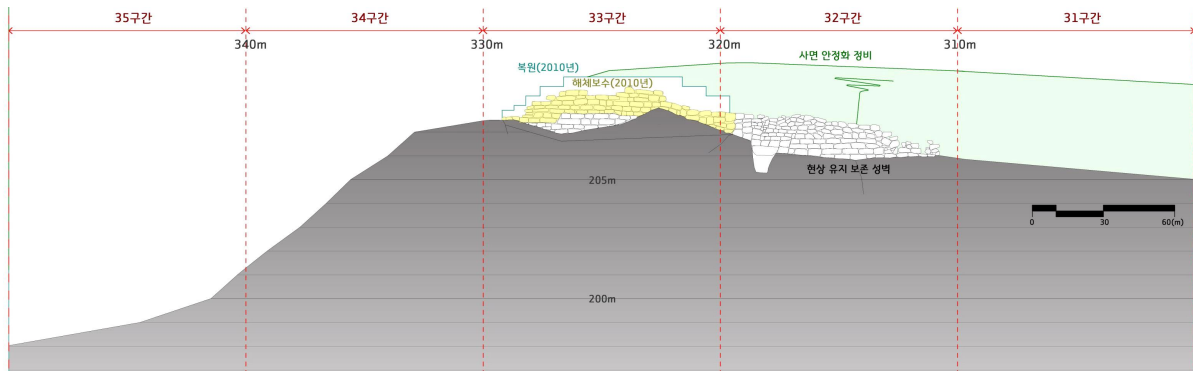 35구간 34구간 33구간 32구간 31구간
340m 330m 320m 310m
사면 안정화 정비
복원(2010년)
해체보수(2010년)
현상 유지 보존 성벽
205m
0 30 60(m)
200m